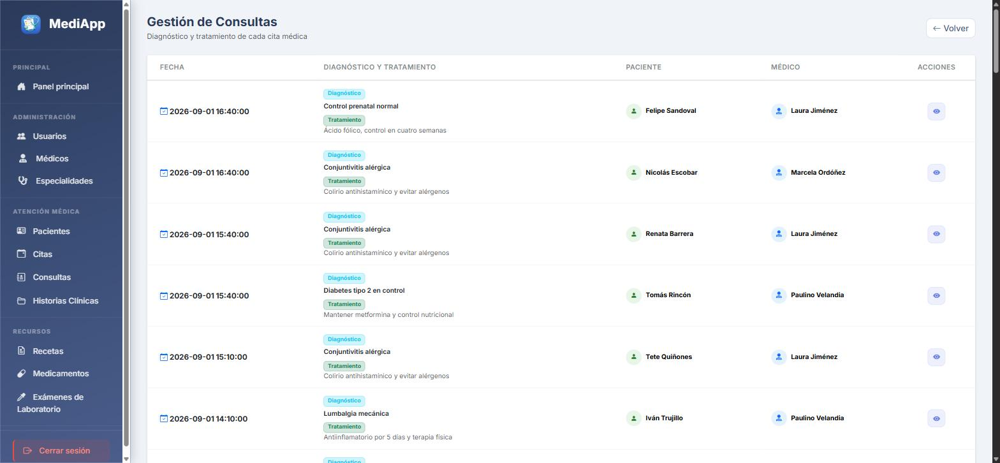 MediApp
PRINCIPAL
Panel principal
ADMINISTRACIÓN
Usuarios
Médicos
Especialidades
ATENCIÓN MÉDICA
Pacientes
Citas
Consultas
Historias Clínicas
RECURSOS
Recetas
Medicamentos
Exámenes de
Laboratorio
Cerrar sesión
Gestión de Consultas
Diagnóstico y tratamiento de cada cita médica
← Volver
FECHA DIAGNÓSTICO Y TRATAMIENTO PACIENTE MÉDICO ACCIONES
Diagnóstico
Control prenatal normal
2026-09-01 16:40:00 Felipe Sandoval Laura Jiménez
Tratamiento
Ácido fólico, control en cuatro semanas
Diagnóstico
Conjuntivitis alérgica
2026-09-01 16:40:00 Nicolás Escobar Marcela Ordóñez
Tratamiento
Colirio antihistamínico y evitar alérgenos
Diagnóstico
Conjuntivitis alérgica
2026-09-01 15:40:00 Renata Barrera Laura Jiménez
Tratamiento
Colirio antihistamínico y evitar alérgenos
Diagnóstico
Diabetes tipo 2 en control
2026-09-01 15:40:00 Tomás Rincón Paulino Velandia
Tratamiento
Mantener metformina y control nutricional
Diagnóstico
Conjuntivitis alérgica
2026-09-01 15:10:00 Tete Quiñones Laura Jiménez
Tratamiento
Colirio antihistamínico y evitar alérgenos
Diagnóstico
Lumbalgia mecánica
2026-09-01 14:10:00 Iván Trujillo Paulino Velandia
Tratamiento
Antiinflamatorio por 5 días y terapia física
Diagnóstico